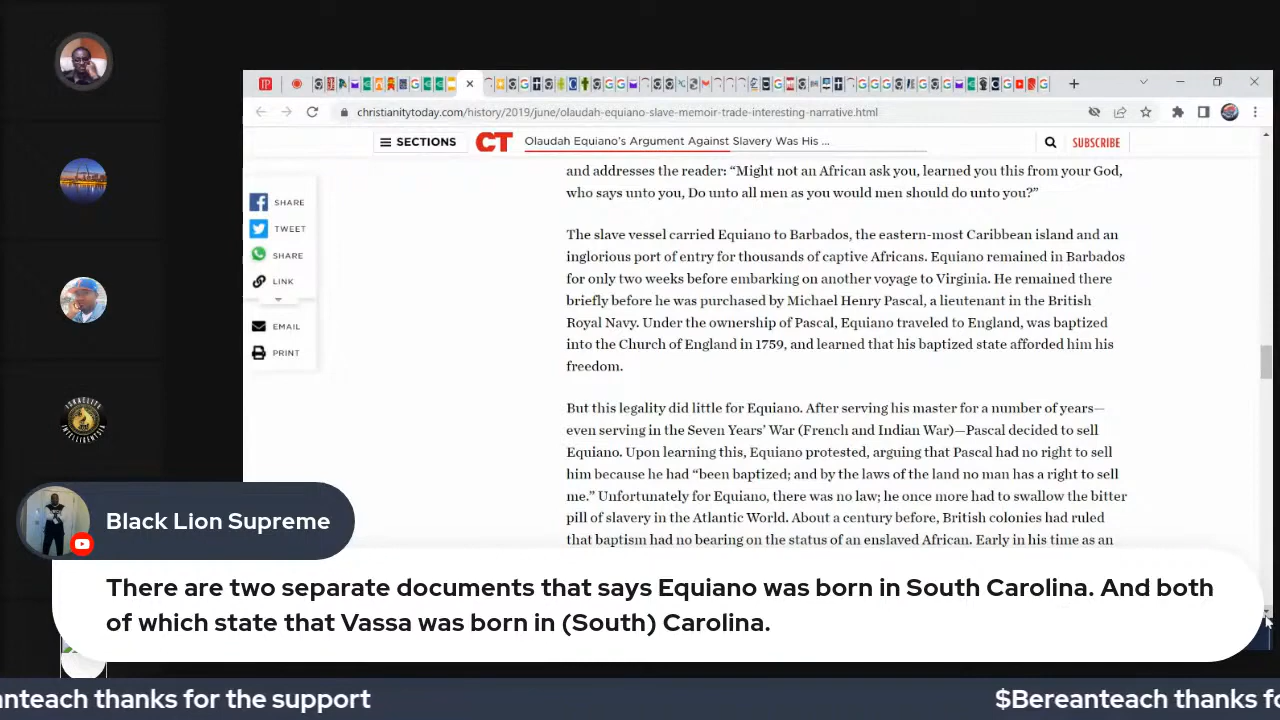 christianitytoday.com/history/2019/june/olaudah-equiano-slave-memoir-trade-interesting-narrative.html
SECTIONS
CT
Olaudah Equiano's Argument Against Slavery Was His ...
SUBSCRIBE
SHARE
TWEET
SHARE
LINK
EMAIL
PRINT
and addresses the reader: “Might not an African ask you, learned you this from your God,
who says unto you, Do unto all men as you would men should do unto you?”
The slave vessel carried Equiano to Barbados, the eastern-most Caribbean island and an
inglorious port of entry for thousands of captive Africans. Equiano remained in Barbados
for only two weeks before embarking on another voyage to Virginia. He remained there
briefly before he was purchased by Michael Henry Pascal, a lieutenant in the British
Royal Navy. Under the ownership of Pascal, Equiano traveled to England, was baptized
into the Church of England in 1759, and learned that his baptized state afforded him his
freedom.
But this legality did little for Equiano. After serving his master for a number of years—
even serving in the Seven Years’ War (French and Indian War)—Pascal decided to sell
Equiano. Upon learning this, Equiano protested, arguing that Pascal had no right to sell
him because he had “been baptized; and by the laws of the land no man has a right to sell
me.” Unfortunately for Equiano, there was no law; he once more had to swallow the bitter
pill of slavery in the Atlantic World. About a century before, British colonies had ruled
that baptism had no bearing on the status of an enslaved African. Early in his time as an
ISRAELITE
INTELLIGENTSIA
Black Lion Supreme
There are two separate documents that says Equiano was born in South Carolina. And both
of which state that Vassa was born in (South) Carolina.
anteach thanks for the support
$Bereanteach thanks fo